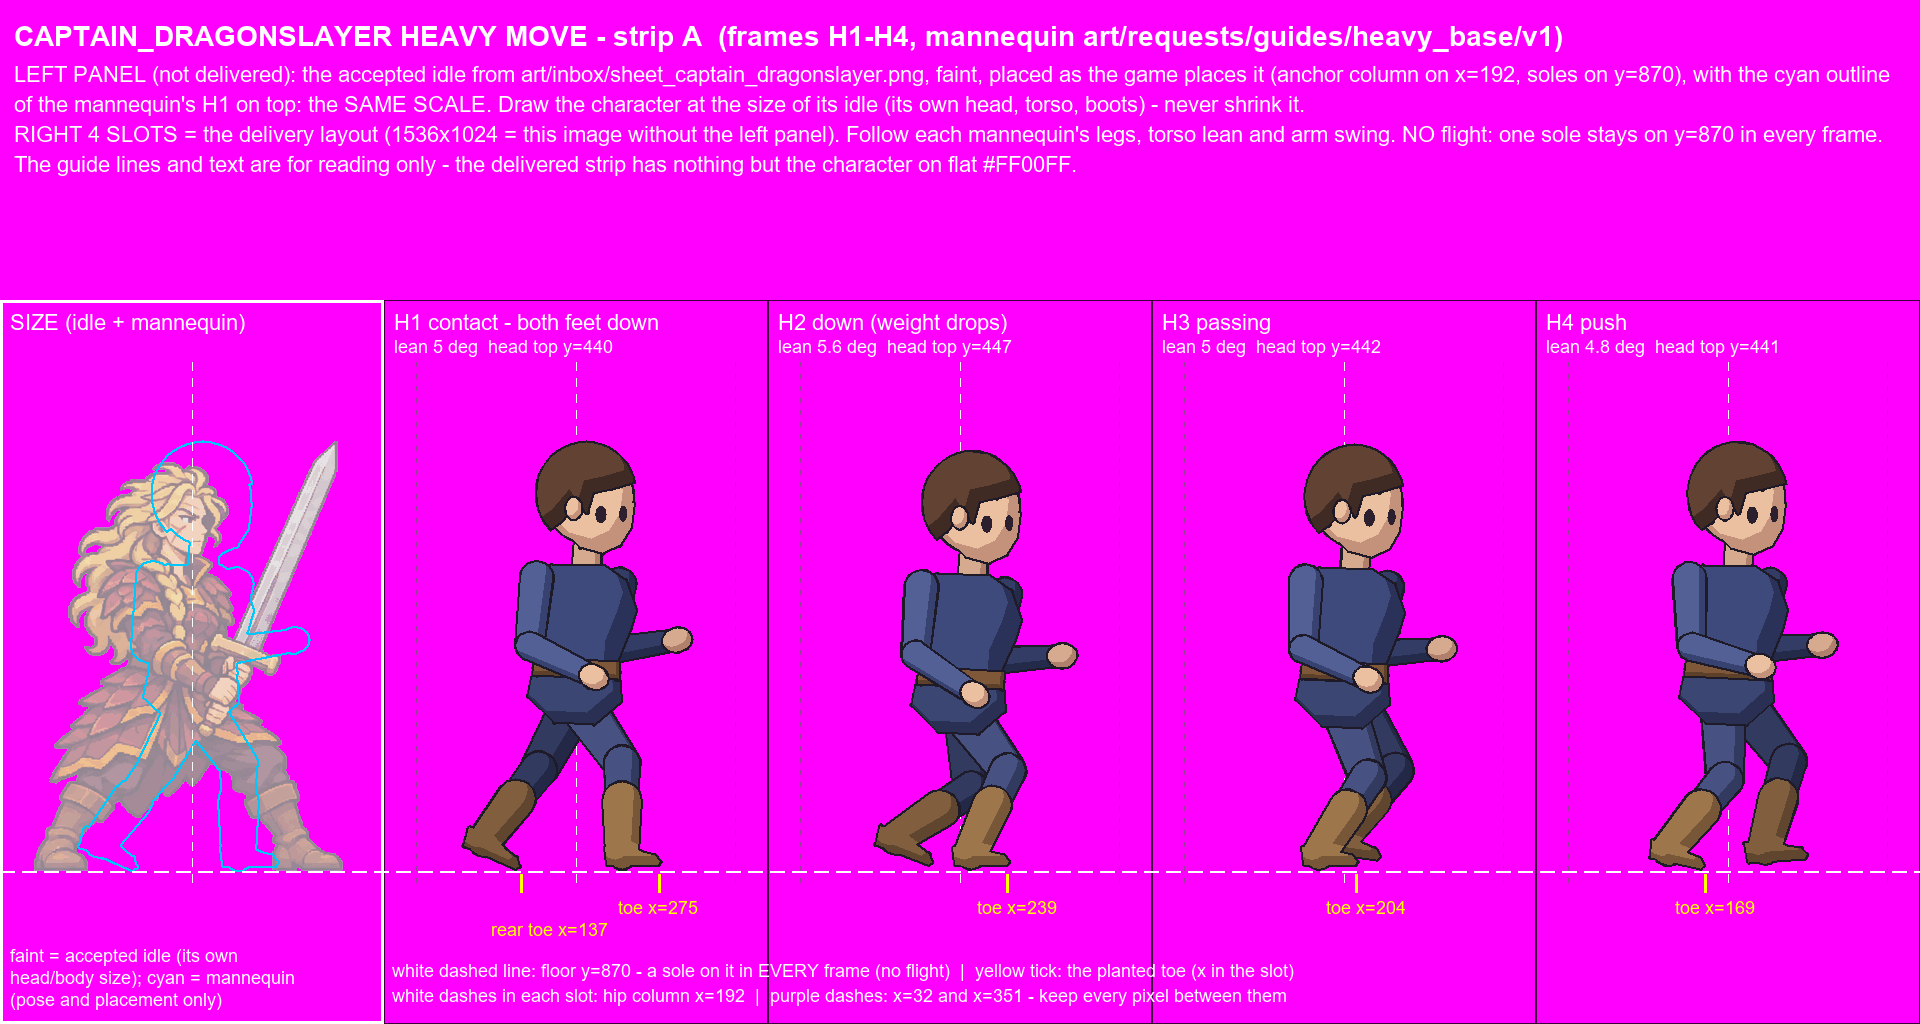 CAPTAIN_DRAGONSLAYER HEAVY MOVE - strip A  (frames H1-H4, mannequin art/requests/guides/heavy_base/v1)
LEFT PANEL (not delivered): the accepted idle from art/inbox/sheet_captain_dragonslayer.png, faint, placed as the game places it (anchor column on x=192, soles on y=870), with the cyan outline
of the mannequin's H1 on top: the SAME SCALE. Draw the character at the size of its idle (its own head, torso, boots) - never shrink it.
RIGHT 4 SLOTS = the delivery layout (1536x1024 = this image without the left panel). Follow each mannequin's legs, torso lean and arm swing. NO flight: one sole stays on y=870 in every frame.
The guide lines and text are for reading only - the delivered strip has nothing but the character on flat #FF00FF.
SIZE (idle + mannequin)
H1 contact - both feet down
lean 5 deg  head top y=440
H2 down (weight drops)
lean 5.6 deg  head top y=447
H3 passing
lean 5 deg  head top y=442
H4 push
lean 4.8 deg  head top y=441
toe x=275
rear toe x=137
toe x=239
toe x=204
toe x=169
faint = accepted idle (its own
head/body size); cyan = mannequin
(pose and placement only)
white dashed line: floor y=870 - a sole on it in EVERY frame (no flight)  |  yellow tick: the planted toe (x in the slot)
white dashes in each slot: hip column x=192  |  purple dashes: x=32 and x=351 - keep every pixel between them